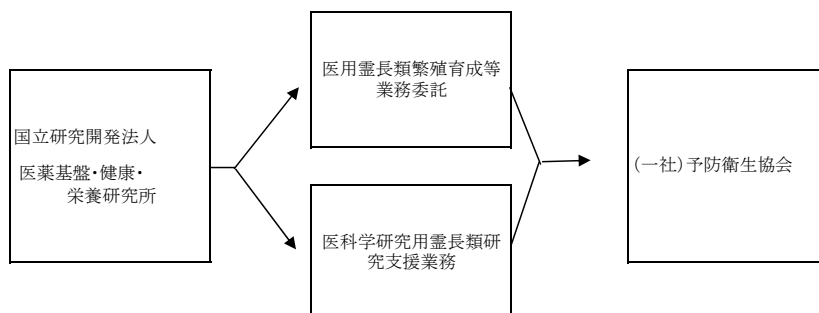 国立研究開発法人
医薬基盤・健康・
栄養研究所
医用霊長類繁殖育成等
業務委託
医科学研究用霊長類研
究支援業務
(一社)予防衛生協会